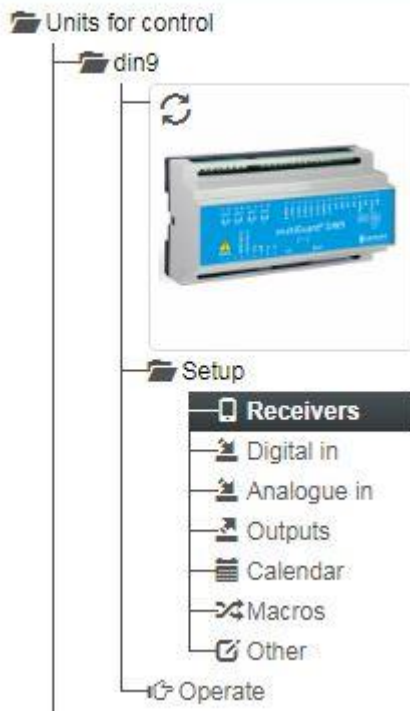 Units for control
din9
Setup
Receivers
Digital in
Analogue in
Outputs
Calendar
Macros
Other
Operate